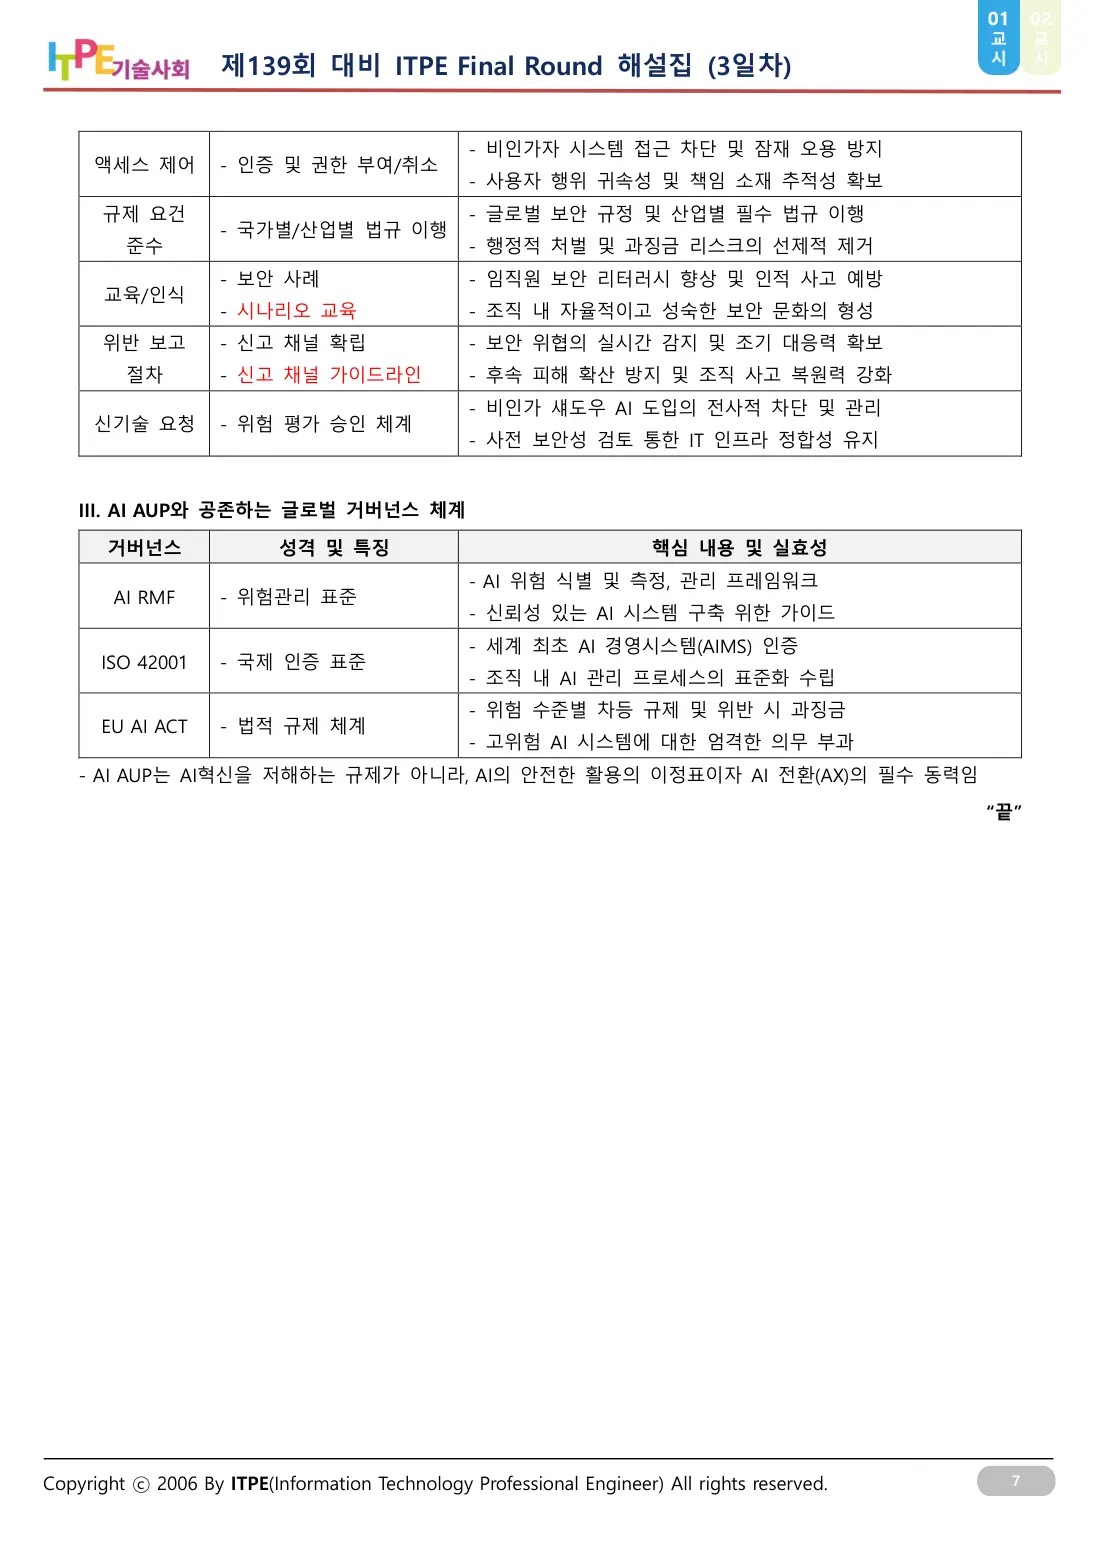 ITPE기술사회 제139회 대비 ITPE Final Round 해설집 (3일차)
01 교 시
02 교 시
액세스 제어
- 인증 및 권한 부여/취소
- 비인가자 시스템 접근 차단 및 잠재 오용 방지
- 사용자 행위 귀속성 및 책임 소재 추적성 확보
규제 요건
준수
- 국가별/산업별 법규 이행
- 글로벌 보안 규정 및 산업별 필수 법규 이행
- 행정적 처벌 및 과징금 리스크의 선제적 제거
교육/인식
- 보안 사례
- 시나리오 교육
- 임직원 보안 리터러시 향상 및 인적 사고 예방
- 조직 내 자율적이고 성숙한 보안 문화의 형성
위반 보고
절차
- 신고 채널 확립
- 신고 채널 가이드라인
- 보안 위협의 실시간 감지 및 조기 대응력 확보
- 후속 피해 확산 방지 및 조직 사고 복원력 강화
신기술 요청
- 위험 평가 승인 체계
- 비인가 섀도우 AI 도입의 전사적 차단 및 관리
- 사전 보안성 검토 통한 IT 인프라 정합성 유지
III. AI AUP와 공존하는 글로벌 거버넌스 체계
거버넌스
성격 및 특징
핵심 내용 및 실효성
AI RMF
- 위험관리 표준
- AI 위험 식별 및 측정, 관리 프레임워크
- 신뢰성 있는 AI 시스템 구축 위한 가이드
ISO 42001
- 국제 인증 표준
- 세계 최초 AI 경영시스템(AIMS) 인증
- 조직 내 AI 관리 프로세스의 표준화 수립
EU AI ACT
- 법적 규제 체계
- 위험 수준별 차등 규제 및 위반 시 과징금
- 고위험 AI 시스템에 대한 엄격한 의무 부과
- AI AUP는 AI혁신을 저해하는 규제가 아니라, AI의 안전한 활용의 이정표이자 AI 전환(AX)의 필수 동력임
“끝”
Copyright ⓒ 2006 By ITPE(Information Technology Professional Engineer) All rights reserved.
7